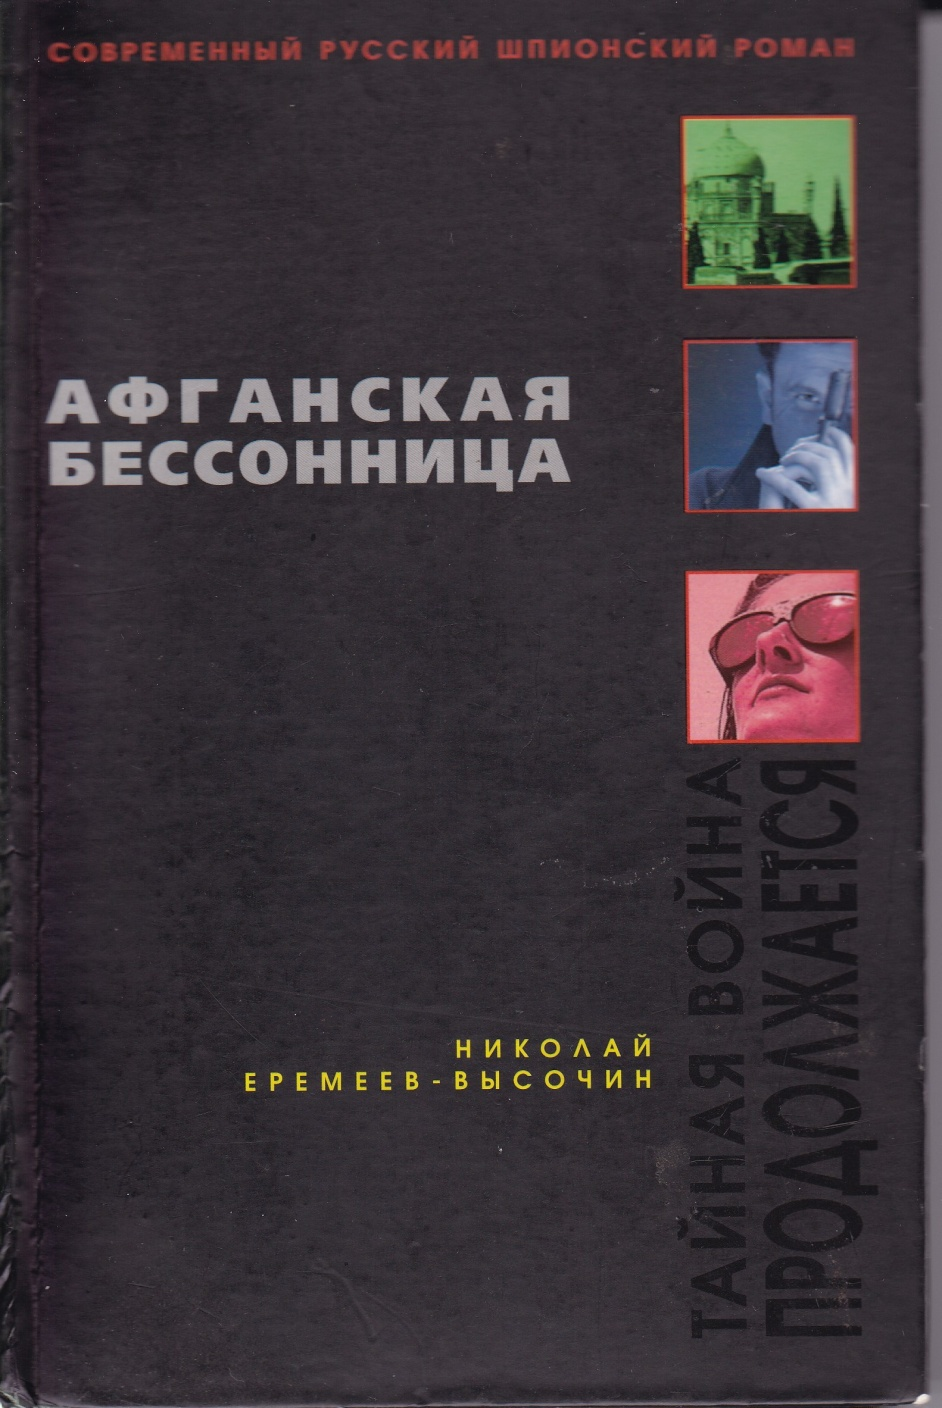 СОВРЕМЕННЫЙ РУССКИЙ ШПИОНСКИЙ РОМАН
АФГАНСКАЯ
БЕССОННИЦА
НИКОЛАЙ
ЕРЕМЕЕВ-ВЫСОЧИН
ТАЙНАЯ ВОЙНА
ПРОДОЛЖАЕТСЯ